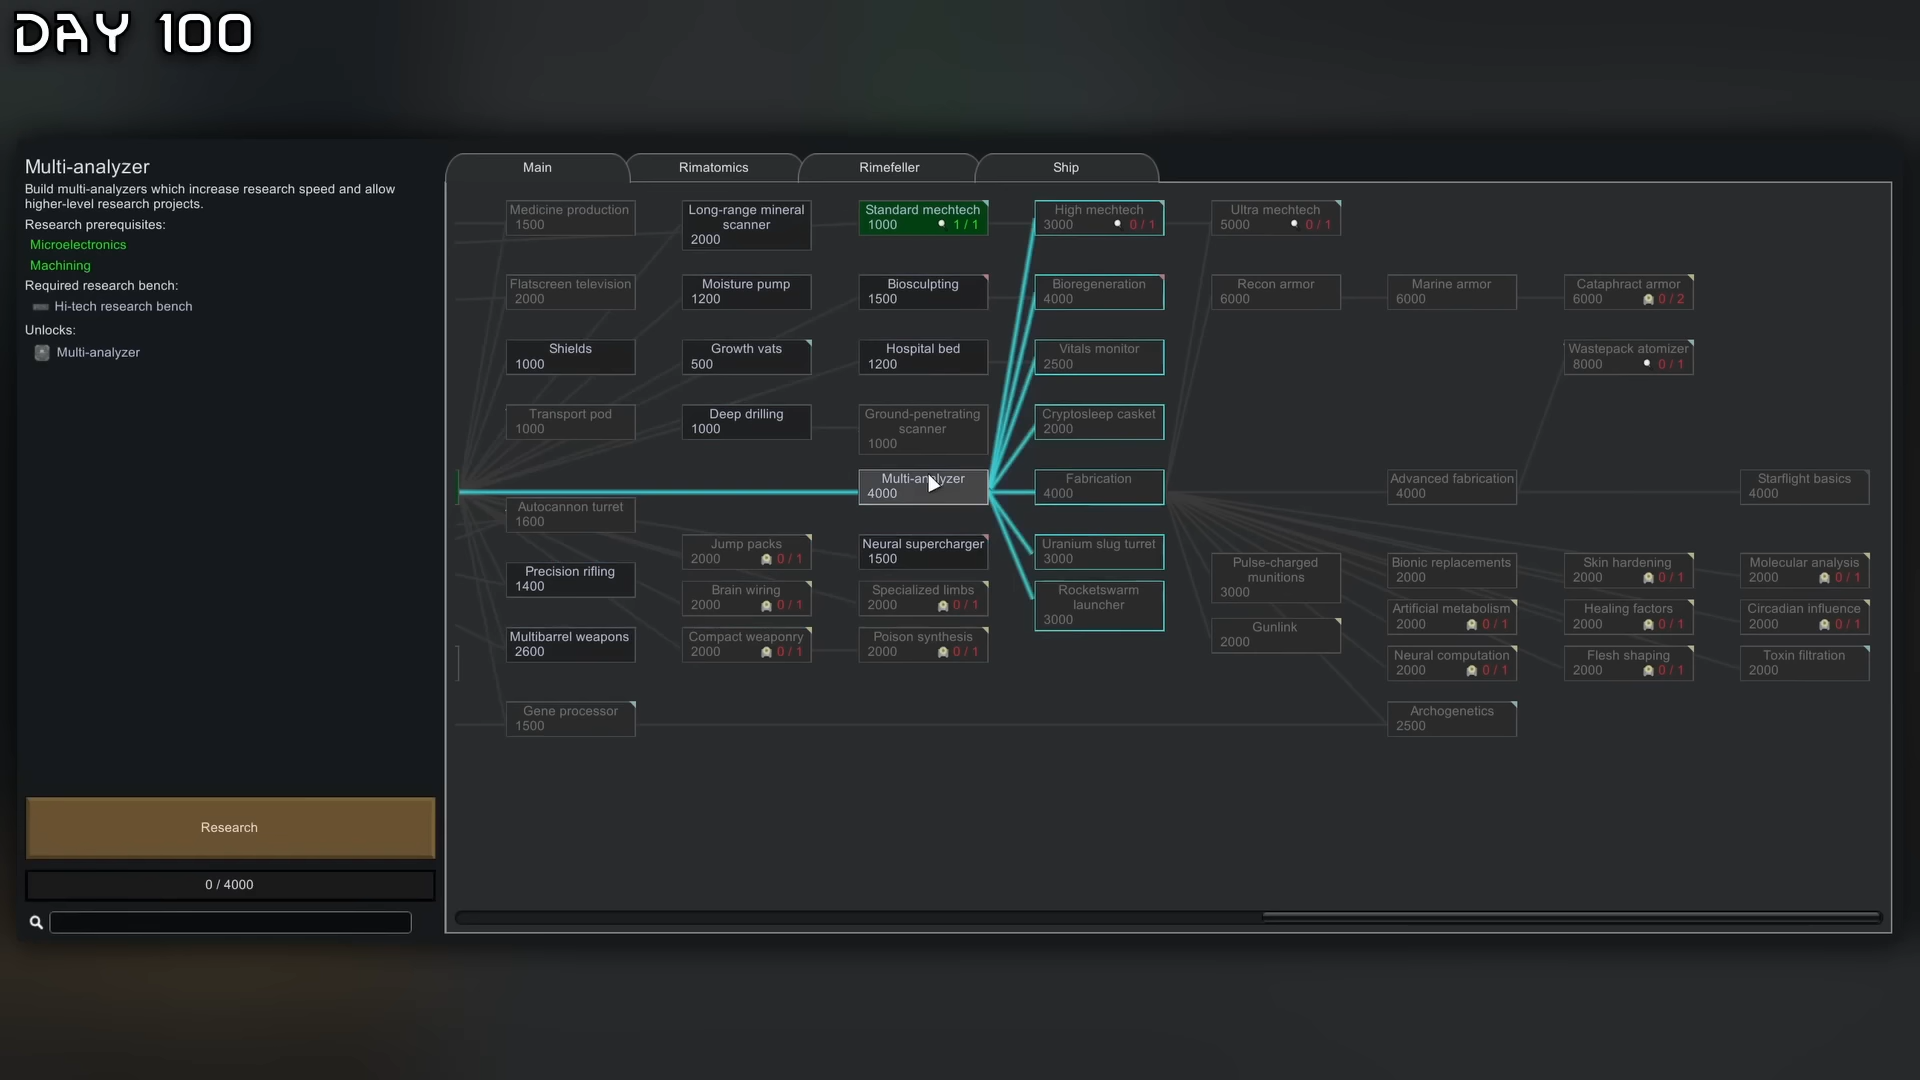 DAY 100
Multi-analyzer
Build multi-analyzers which increase research speed and allow
higher-level research projects.
Research prerequisites:
Microelectronics
Machining
Required research bench:
Hi-tech research bench
Unlocks:
Multi-analyzer
Research
0 / 4000
Main
Rimatomics
Rimefeller
Ship
Medicine production
1500
Long-range mineral
scanner
2000
Standard mechtech
1000 1 / 1
High mechtech
3000 0 / 1
Ultra mechtech
5000 0 / 1
Flatscreen television
2000
Moisture pump
1200
Biosculpting
1500
Bioregeneration
4000
Recon armor
6000
Marine armor
6000
Cataphract armor
6000 0 / 2
Shields
1000
Growth vats
500
Hospital bed
1200
Vitals monitor
2500
Wastepack atomizer
8000 0 / 1
Transport pod
1000
Deep drilling
1000
Ground-penetrating
scanner
1000
Cryptosleep casket
2000
Multi-analyzer
4000
Fabrication
4000
Advanced fabrication
4000
Starflight basics
4000
Autocannon turret
1600
Jump packs
2000 0 / 1
Neural supercharger
1500
Uranium slug turret
3000
Pulse-charged
munitions
3000
Bionic replacements
2000
Skin hardening
2000 0 / 1
Molecular analysis
2000 0 / 1
Precision rifling
1400
Brain wiring
2000 0 / 1
Specialized limbs
2000 0 / 1
Rocketswarm
launcher
3000
Gunlink
2000
Artificial metabolism
2000 0 / 1
Healing factors
2000 0 / 1
Circadian influence
2000 0 / 1
Multibarrel weapons
2600
Compact weaponry
2000 0 / 1
Poison synthesis
2000 0 / 1
Neural computation
2000 0 / 1
Flesh shaping
2000 0 / 1
Toxin filtration
2000
Gene processor
1500
Archogenetics
2500